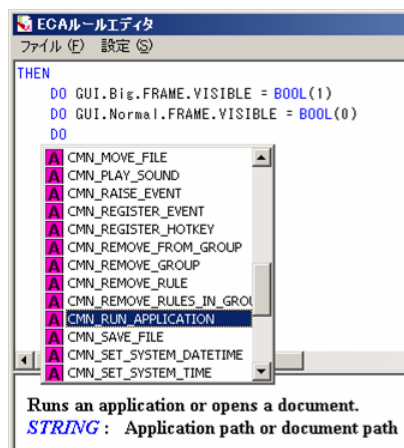 ECAルールエディタ
ファイル (F) 設定 (S)
THEN
DO GUI.Big.FRAME.VISIBLE = BOOL(1)
DO GUI.Normal.FRAME.VISIBLE = BOOL(0)
DO
A CMN_MOVE_FILE
A CMN_PLAY_SOUND
A CMN_RAISE_EVENT
A CMN_REGISTER_EVENT
A CMN_REGISTER_HOTKEY
A CMN_REMOVE_FROM_GROUP
A CMN_REMOVE_GROUP
A CMN_REMOVE_RULE
A CMN_REMOVE_RULES_IN_GROU
A CMN_RUN_APPLICATION
A CMN_SAVE_FILE
A CMN_SET_SYSTEM_DATETIME
A CMN_SET_SYSTEM_TIME
Runs an application or opens a document.
STRING : Application path or document path